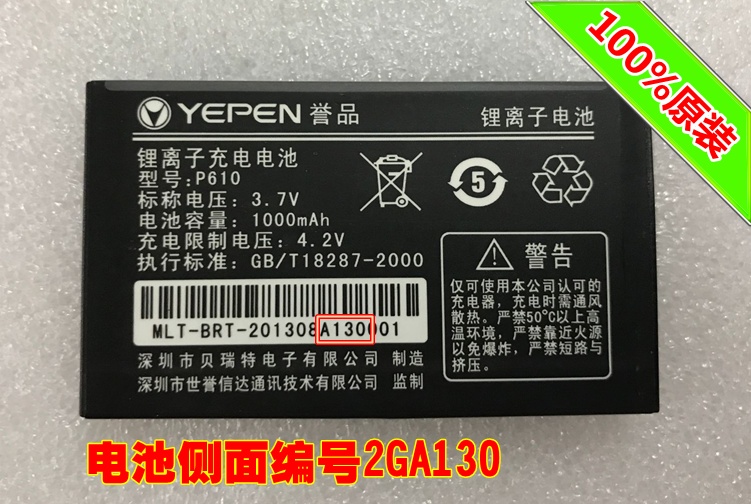 100%原装
YEPEN 誉品
锂离子电池
锂离子充电电池
型号:P610
标称电压: 3.7V
电池容量: 1000mAh
充电限制电压: 4.2V
执行标准: GB/T18287-2000
5
警告
仅可使用本公司认可的
充电器，充电时需通风
散热。严禁50℃以上高
温环境，严禁靠近火源
以免爆炸，严禁短路与
挤压。
MLT-BRT-201308A130001
深圳市贝瑞特电子有限公司 制造
深圳市世誉信达通讯技术有限公司 监制
电池侧面编号2GA130